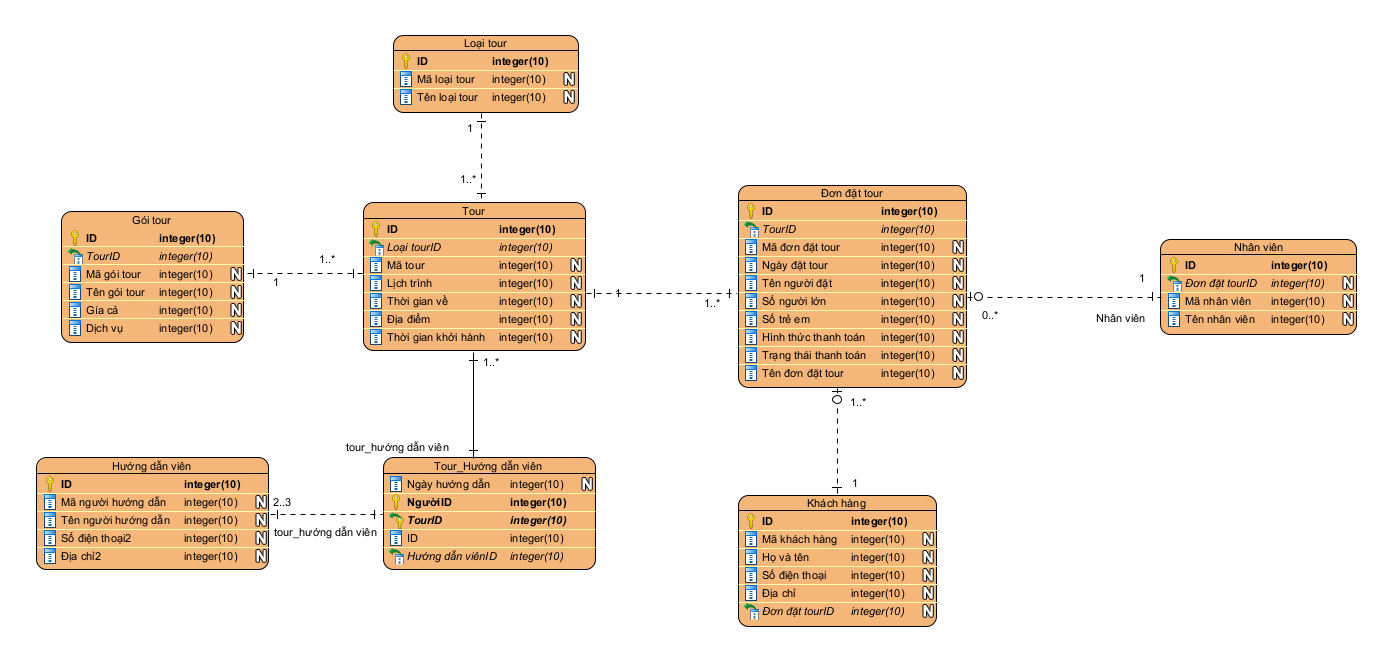 Loại tour
ID integer(10)
Mã loại tour integer(10) N
Tên loại tour integer(10) N
1
1..*
Gói tour
ID integer(10)
TourID integer(10)
Mã gói tour integer(10) N
Tên gói tour integer(10) N
Gía cả integer(10) N
Dịch vụ integer(10) N
1..*
1
Tour
ID integer(10)
Loại tourID integer(10)
Mã tour integer(10) N
Lịch trình integer(10) N
Thời gian về integer(10) N
Địa điểm integer(10) N
Thời gian khởi hành integer(10) N
1
1..*
Đơn đặt tour
ID integer(10)
TourID integer(10)
Mã đơn đặt tour integer(10) N
Ngày đặt tour integer(10) N
Tên người đặt integer(10) N
Số người lớn integer(10) N
Số trẻ em integer(10) N
Hình thức thanh toán integer(10) N
Trạng thái thanh toán integer(10) N
Tên đơn đặt tour integer(10) N
0..*
1
Nhân viên
Nhân viên
ID integer(10)
Đơn đặt tourID integer(10) N
Mã nhân viên integer(10) N
Tên nhân viên integer(10) N
1..*
tour_hướng dẫn viên
1..*
1
Hướng dẫn viên
ID integer(10)
Mã người hướng dẫn integer(10) N
Tên người hướng dẫn integer(10) N
Số điện thoại2 integer(10) N
Địa chỉ2 integer(10) N
2..3
tour_hướng dẫn viên
Tour_Hướng dẫn viên
Ngày hướng dẫn integer(10) N
NgườiID integer(10)
TourID integer(10)
ID integer(10)
Hướng dẫn viênID integer(10)
Khách hàng
ID integer(10)
Mã khách hàng integer(10) N
Họ và tên integer(10) N
Số điện thoại integer(10) N
Địa chỉ integer(10) N
Đơn đặt tourID integer(10) N